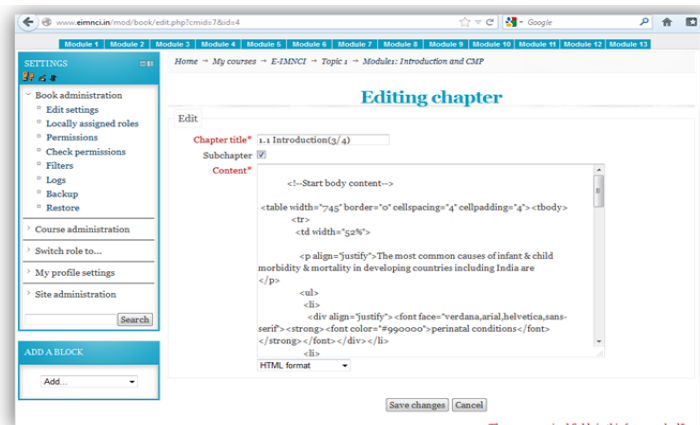 www.eimnci.in/mod/book/edit.php?cmid=7&id=4
Google
Module 1 Module 2 Module 3 Module 4 Module 5 Module 6 Module 7 Module 8 Module 9 Module 10 Module 11 Module 12 Module 13
SETTINGS
Book administration
Edit settings
Locally assigned roles
Permissions
Check permissions
Filters
Logs
Backup
Restore
Course administration
Switch role to...
My profile settings
Site administration
Search
ADD A BLOCK
Add...
Home → My courses → E-IMNCI → Topic 1 → Module1: Introduction and CMP
Editing chapter
Edit
Chapter title* 1.1 Introduction(3/4)
Subchapter
Content*
<!--Start body content-->
<table width="745" border="0" cellspacing="4" cellpadding="4"><tbody>
<tr>
<td width="52%">
<p align="justify">The most common causes of infant & child
morbidity & mortality in developing countries including India are
</p>
<ul>
<li>
<div align="justify"><font face="verdana,arial,helvetica,sans-
serif"><strong><font color="#990000">perinatal conditions</font>
</strong></font></div></li>
<li>
HTML format
Save changes Cancel